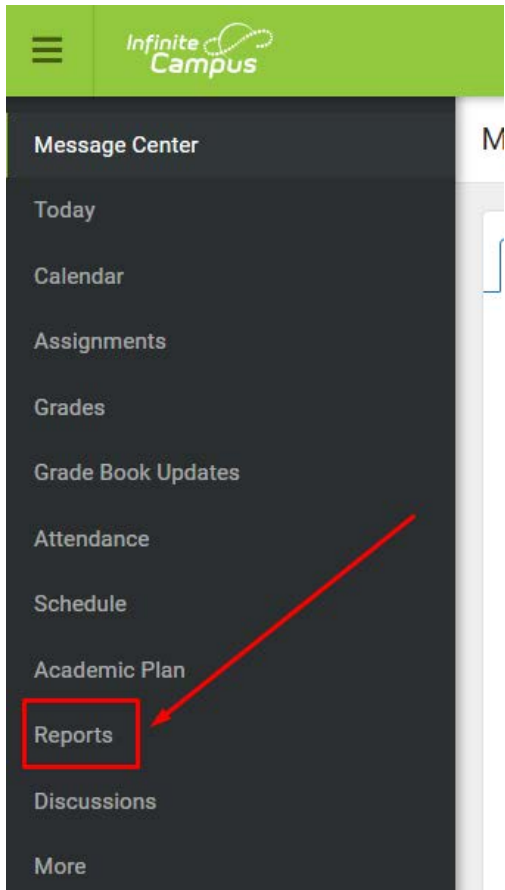 Infinite
Campus
Message Center
M
Today
Calendar
Assignments
Grades
Grade Book Updates
Attendance
Schedule
Academic Plan
Reports
Discussions
More